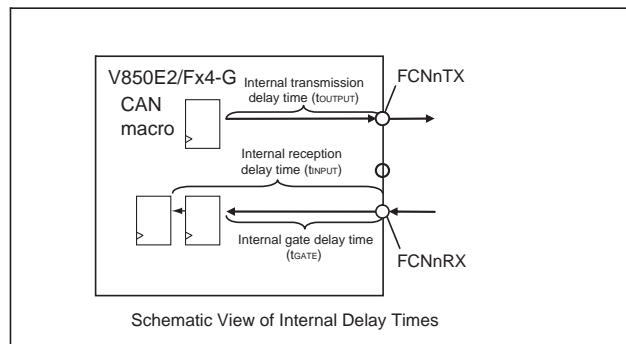 V850E2/Fx4-G
CAN
macro
Internal transmission
delay time (tOUTPUT)
FCNnTX
Internal reception
delay time (tINPUT)
Internal gate delay time
(tGATE)
FCNnRX
Schematic View of Internal Delay Times